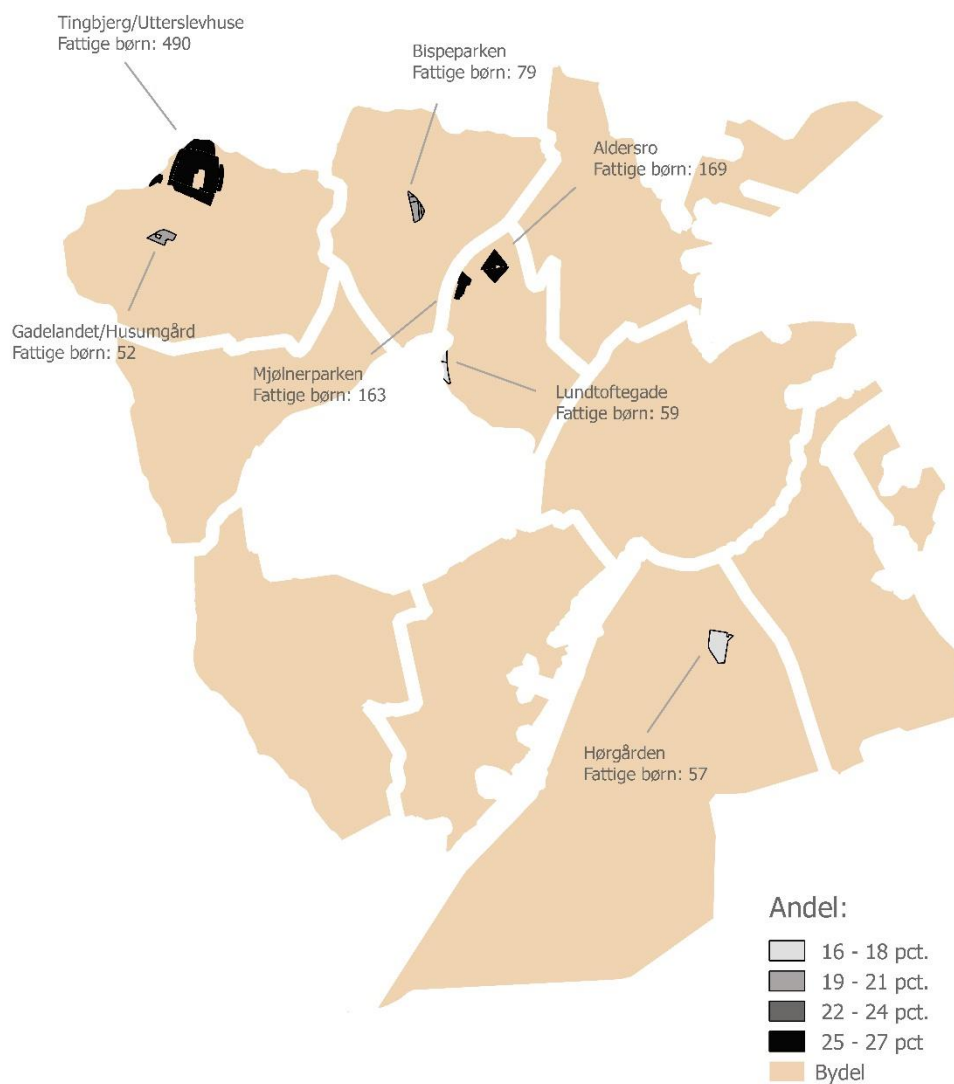 Tingbjerg/Utterslevhuse
Fattige børn: 490
Bispeparken
Fattige børn: 79
Aldersro
Fattige børn: 169
Gadelandet/Husumgård
Fattige børn: 52
Mjølnerparken
Fattige børn: 163
Lundtoftegade
Fattige børn: 59
Hørgården
Fattige børn: 57
Andel:
16 - 18 pct.
19 - 21 pct.
22 - 24 pct.
25 - 27 pct
Bydel